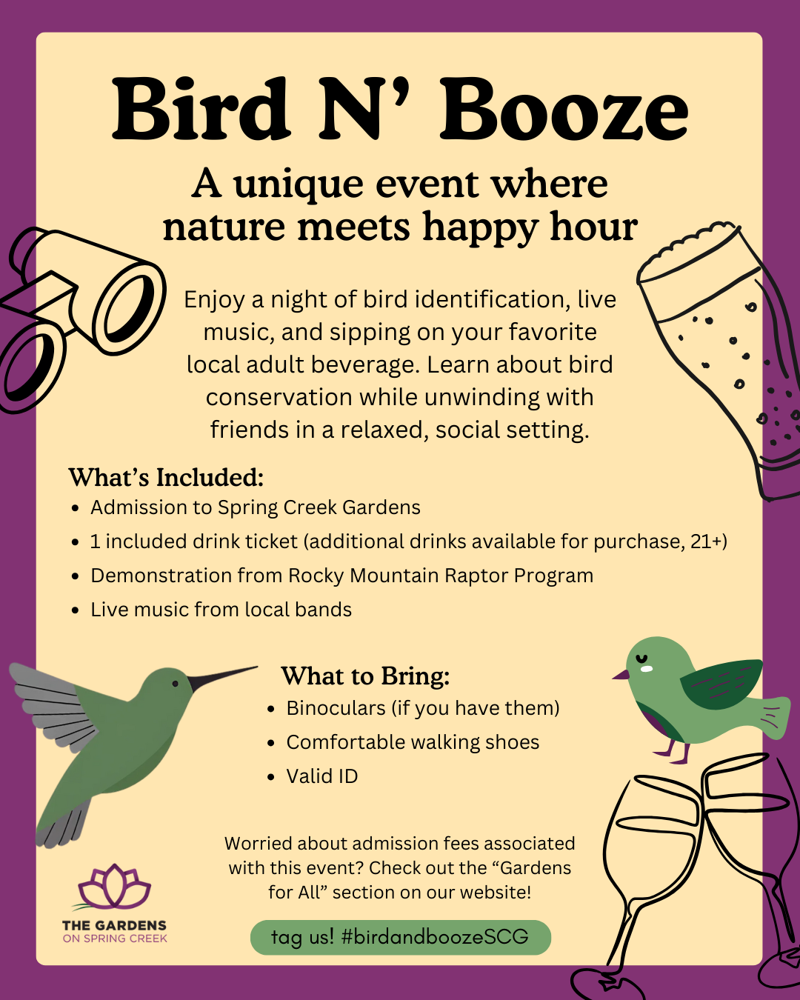 Bird N’ Booze
A unique event where
nature meets happy hour
Enjoy a night of bird identification, live
music, and sipping on your favorite
local adult beverage. Learn about bird
conservation while unwinding with
friends in a relaxed, social setting.
What’s Included:
• Admission to Spring Creek Gardens
• 1 included drink ticket (additional drinks available for purchase, 21+)
• Demonstration from Rocky Mountain Raptor Program
• Live music from local bands
What to Bring:
• Binoculars (if you have them)
• Comfortable walking shoes
• Valid ID
Worried about admission fees associated
with this event? Check out the “Gardens
for All” section on our website!
THE GARDENS
ON SPRING CREEK
tag us! #birdandboozeSCG